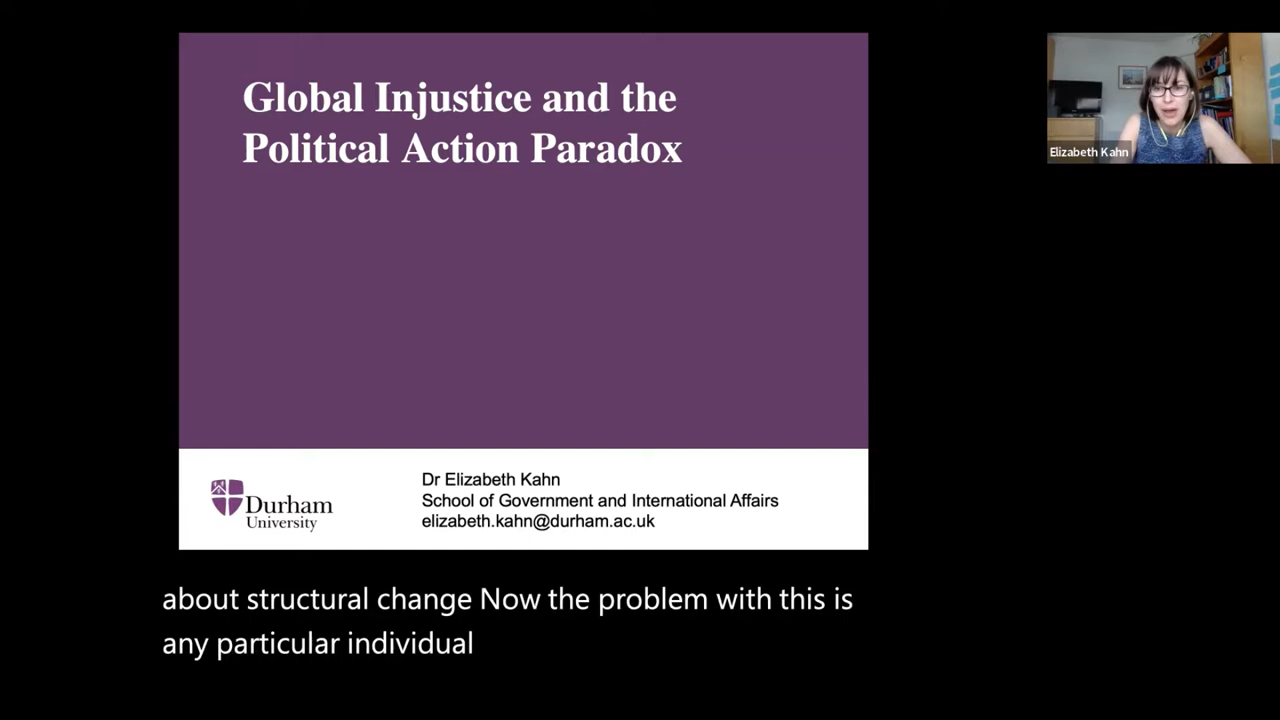 Global Injustice and the
Political Action Paradox
Elizabeth Kahn
Durham
University
Dr Elizabeth Kahn
School of Government and International Affairs
elizabeth.kahn@durham.ac.uk
about structural change Now the problem with this is
any particular individual